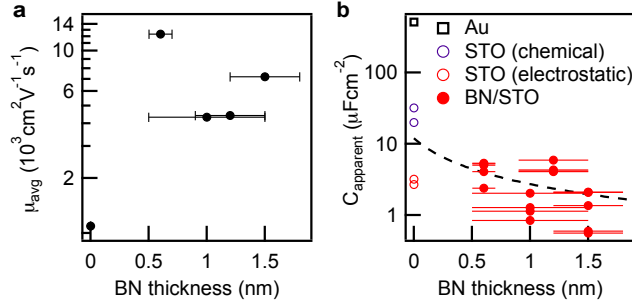 a
μavg (10³cm²V⁻¹s⁻¹)
14
10
6
2
0
0.5
1
1.5
BN thickness (nm)
b
Capparent (μFcm⁻²)
100
10
1
0
0.5
1
1.5
BN thickness (nm)
Au
STO (chemical)
STO (electrostatic)
BN/STO